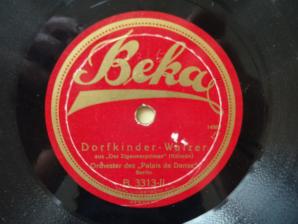 Beka
Dorfkinder-Walzer
aus „Der Zigeunerprimas" (Kálmán)
Orchester des „Palais de Danse"
Berlin
B. 3313-II